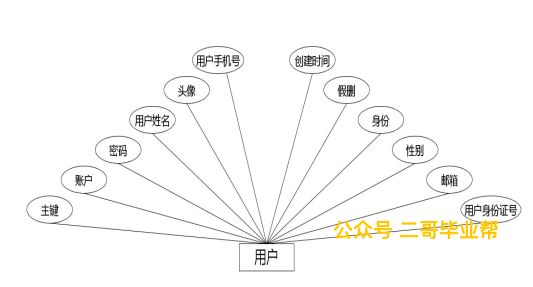 用户手机号
创建时间
头像
假删
用户姓名
身份
密码
性别
账户
邮箱
主键
用户身份证号
公众号 二哥毕业帮
用户